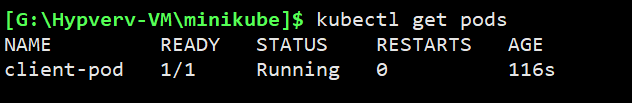 [G:\Hypverv-VM\minikube]$ kubectl get pods
NAME READY STATUS RESTARTS AGE
client-pod 1/1 Running 0 116s